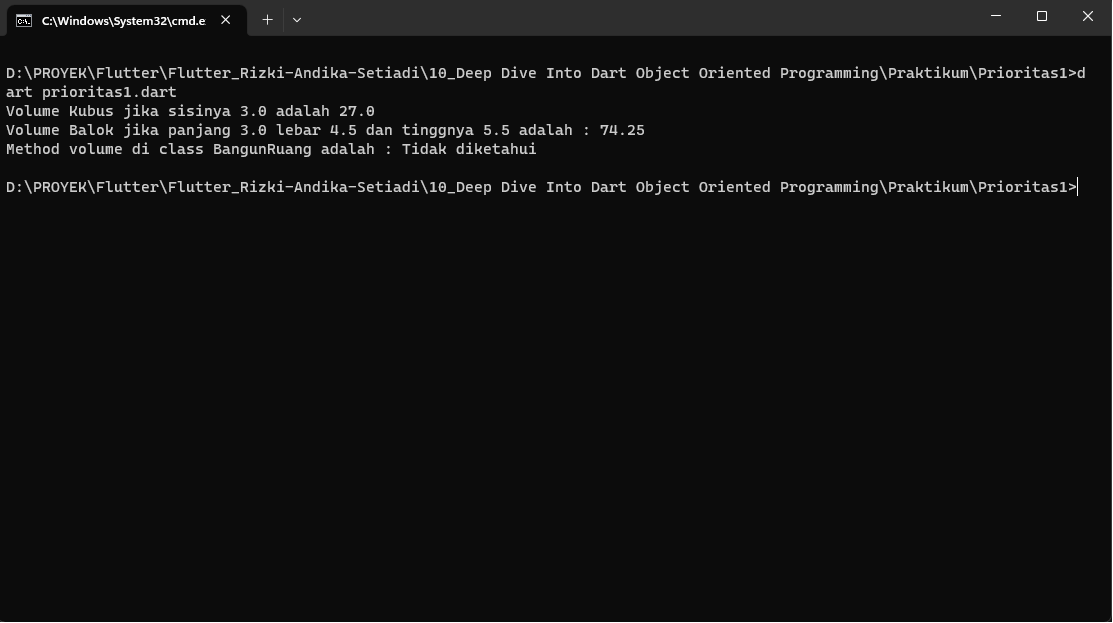 C:\Windows\System32\cmd.e
D:\PROYEK\Flutter\Flutter_Rizki-Andika-Setiadi\10_Deep Dive Into Dart Object Oriented Programming\Praktikum\Prioritas1>d
art prioritas1.dart
Volume Kubus jika sisinya 3.0 adalah 27.0
Volume Balok jika panjang 3.0 lebar 4.5 dan tinggnya 5.5 adalah : 74.25
Method volume di class BangunRuang adalah : Tidak diketahui
D:\PROYEK\Flutter\Flutter_Rizki-Andika-Setiadi\10_Deep Dive Into Dart Object Oriented Programming\Praktikum\Prioritas1>